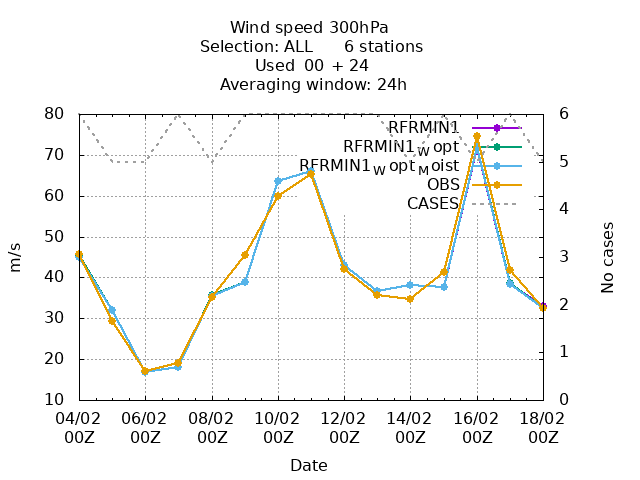 Wind speed 300hPa
Selection: ALL      6 stations
Used  00 + 24
Averaging window: 24h
80
70
60
50
40
30
20
10
m/s
6
5
4
3
2
1
0
No cases
RFRMIN1
RFRMIN1_W opt
RFRMIN1_W opt_M oist
OBS
CASES
04/02 06/02 08/02 10/02 12/02 14/02 16/02 18/02
00Z 00Z 00Z 00Z 00Z 00Z 00Z 00Z
Date